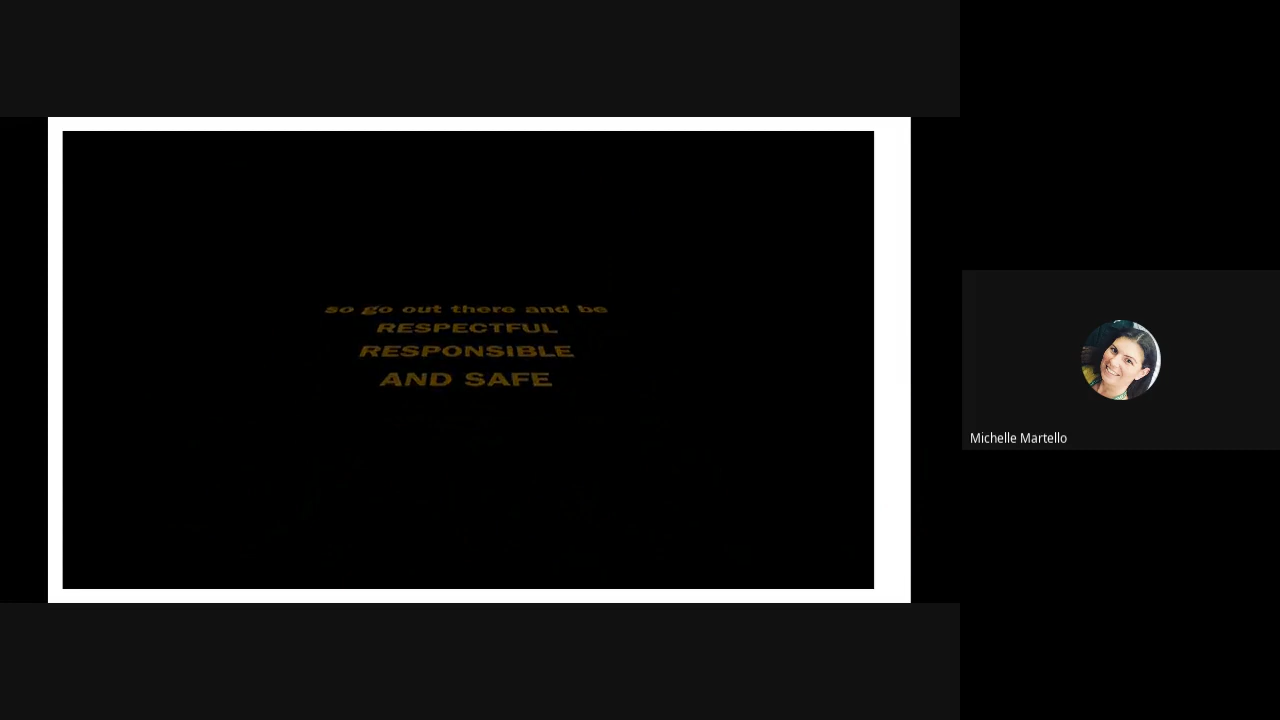 so go out there and be
RESPECTFUL
RESPONSIBLE
AND SAFE
Michelle Martello